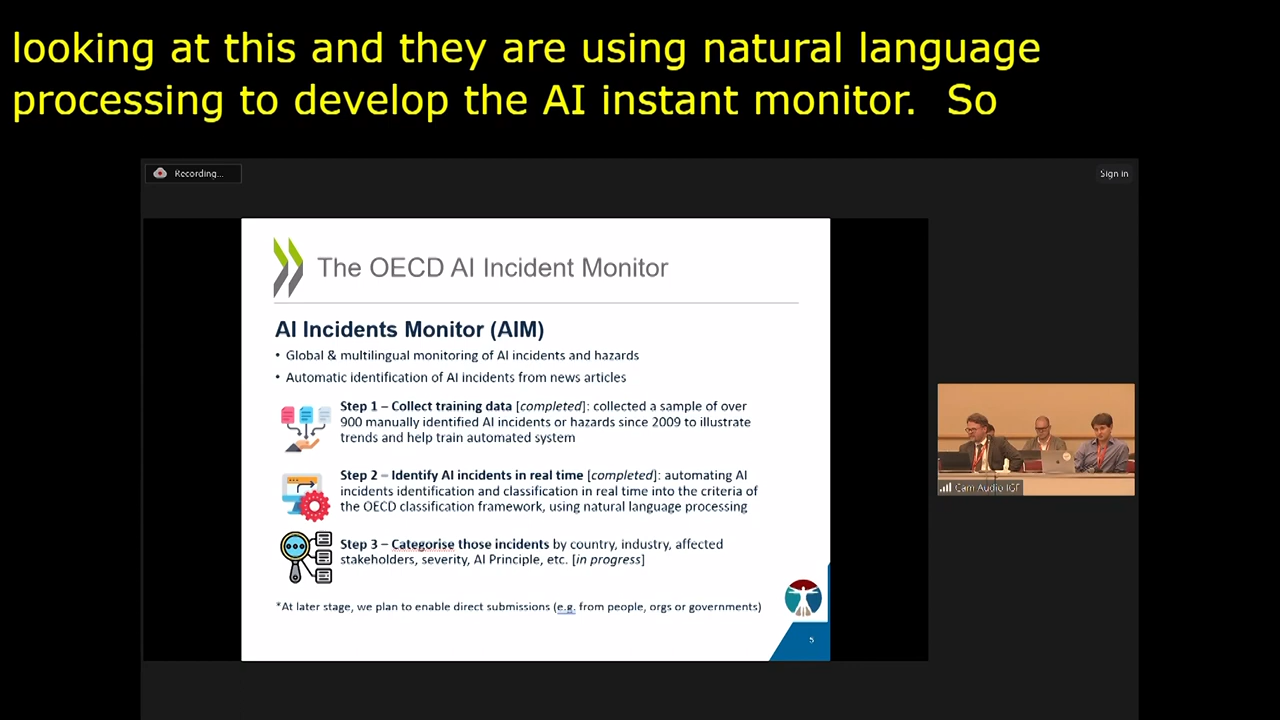 looking at this and they are using natural language
processing to develop the AI instant monitor.  So
Recording...
Sign in
The OECD AI Incident Monitor
AI Incidents Monitor (AIM)
• Global & multilingual monitoring of AI incidents and hazards
• Automatic identification of AI incidents from news articles
Step 1 – Collect training data [completed]: collected a sample of over
900 manually identified AI incidents or hazards since 2009 to illustrate
trends and help train automated system
Step 2 – Identify AI incidents in real time [completed]: automating AI
incidents identification and classification in real time into the criteria of
the OECD classification framework, using natural language processing
Step 3 – Categorise those incidents by country, industry, affected
stakeholders, severity, AI Principle, etc. [in progress]
*At later stage, we plan to enable direct submissions (e.g. from people, orgs or governments)
5
Cam Audio IGF